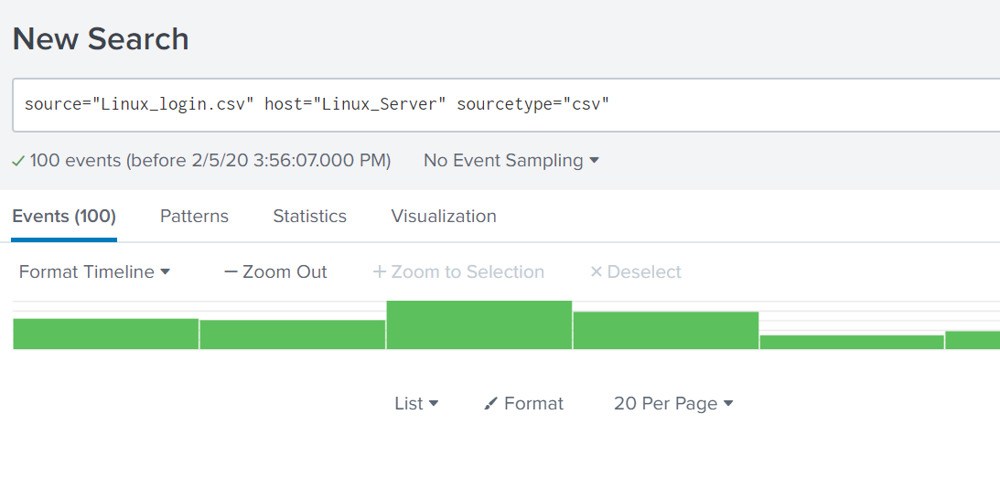 New Search
source="Linux_login.csv" host="Linux_Server" sourcetype="csv"
✓ 100 events (before 2/5/20 3:56:07.000 PM) No Event Sampling
Events (100) Patterns Statistics Visualization
Format Timeline — Zoom Out + Zoom to Selection × Deselect
List Format 20 Per Page